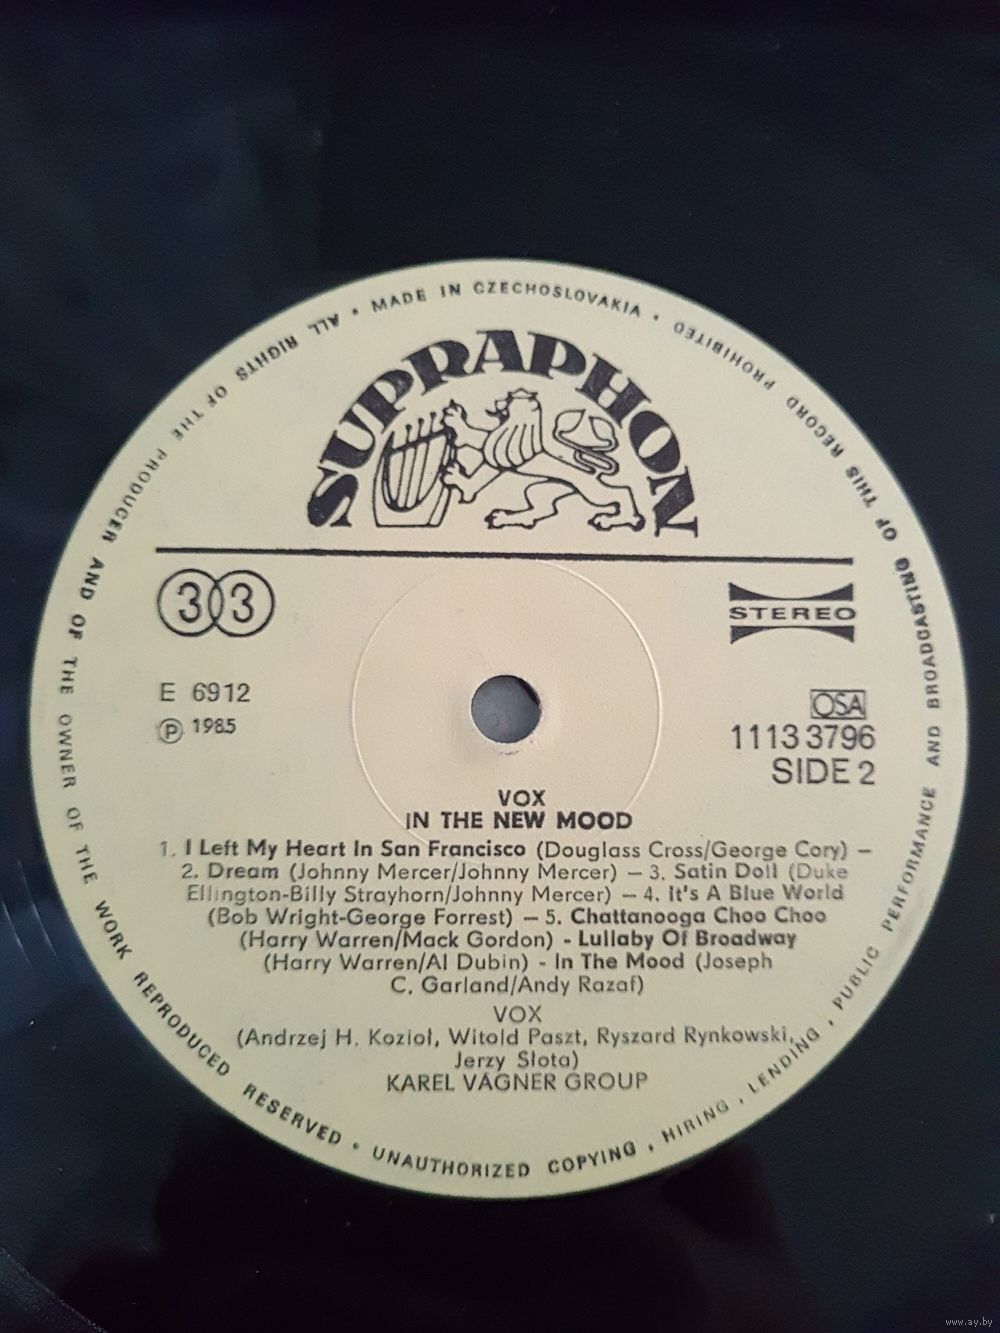 MADE IN CZECHOSLOVAKIA • ALL RIGHTS OF THE PRODUCER AND OF THE OWNER OF THE WORK REPRODUCED RESERVED • UNAUTHORIZED COPYING, HIRING, LENDING, PUBLIC PERFORMANCE AND BROADCASTING OF THIS RECORD PROHIBITED •
SUPRAPHON
33
STEREO
E 6912
Ⓟ 1985
OSA
1113 3796
SIDE 2
VOX
IN THE NEW MOOD
1. I Left My Heart In San Francisco (Douglass Cross/George Cory) –
2. Dream (Johnny Mercer/Johnny Mercer) – 3. Satin Doll (Duke
Ellington-Billy Strayhorn/Johnny Mercer) – 4. It's A Blue World
(Bob Wright-George Forrest) – 5. Chattanooga Choo Choo
(Harry Warren/Mack Gordon) - Lullaby Of Broadway
(Harry Warren/Al Dubin) - In The Mood (Joseph
C. Garland/Andy Razaf)
VOX
(Andrzej H. Kozioł, Witold Paszt, Ryszard Rynkowski,
Jerzy Słota)
KAREL VÁGNER GROUP
www.ay.by